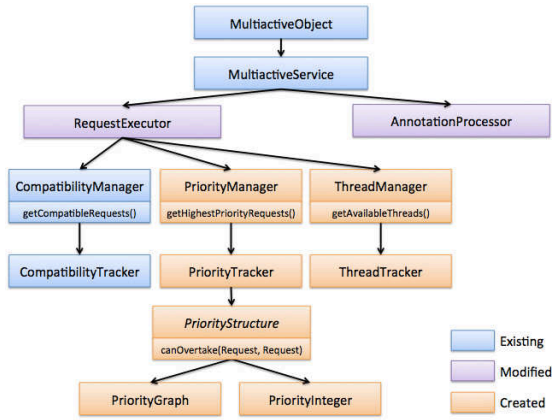 MultiactiveObject
MultiactiveService
RequestExecutor
AnnotationProcessor
CompatibilityManager
getCompatibleRequests()
PriorityManager
getHighestPriorityRequests()
ThreadManager
getAvailableThreads()
CompatibilityTracker
PriorityTracker
ThreadTracker
PriorityStructure
canOvertake(Request, Request)
PriorityGraph
PriorityInteger
Existing
Modified
Created